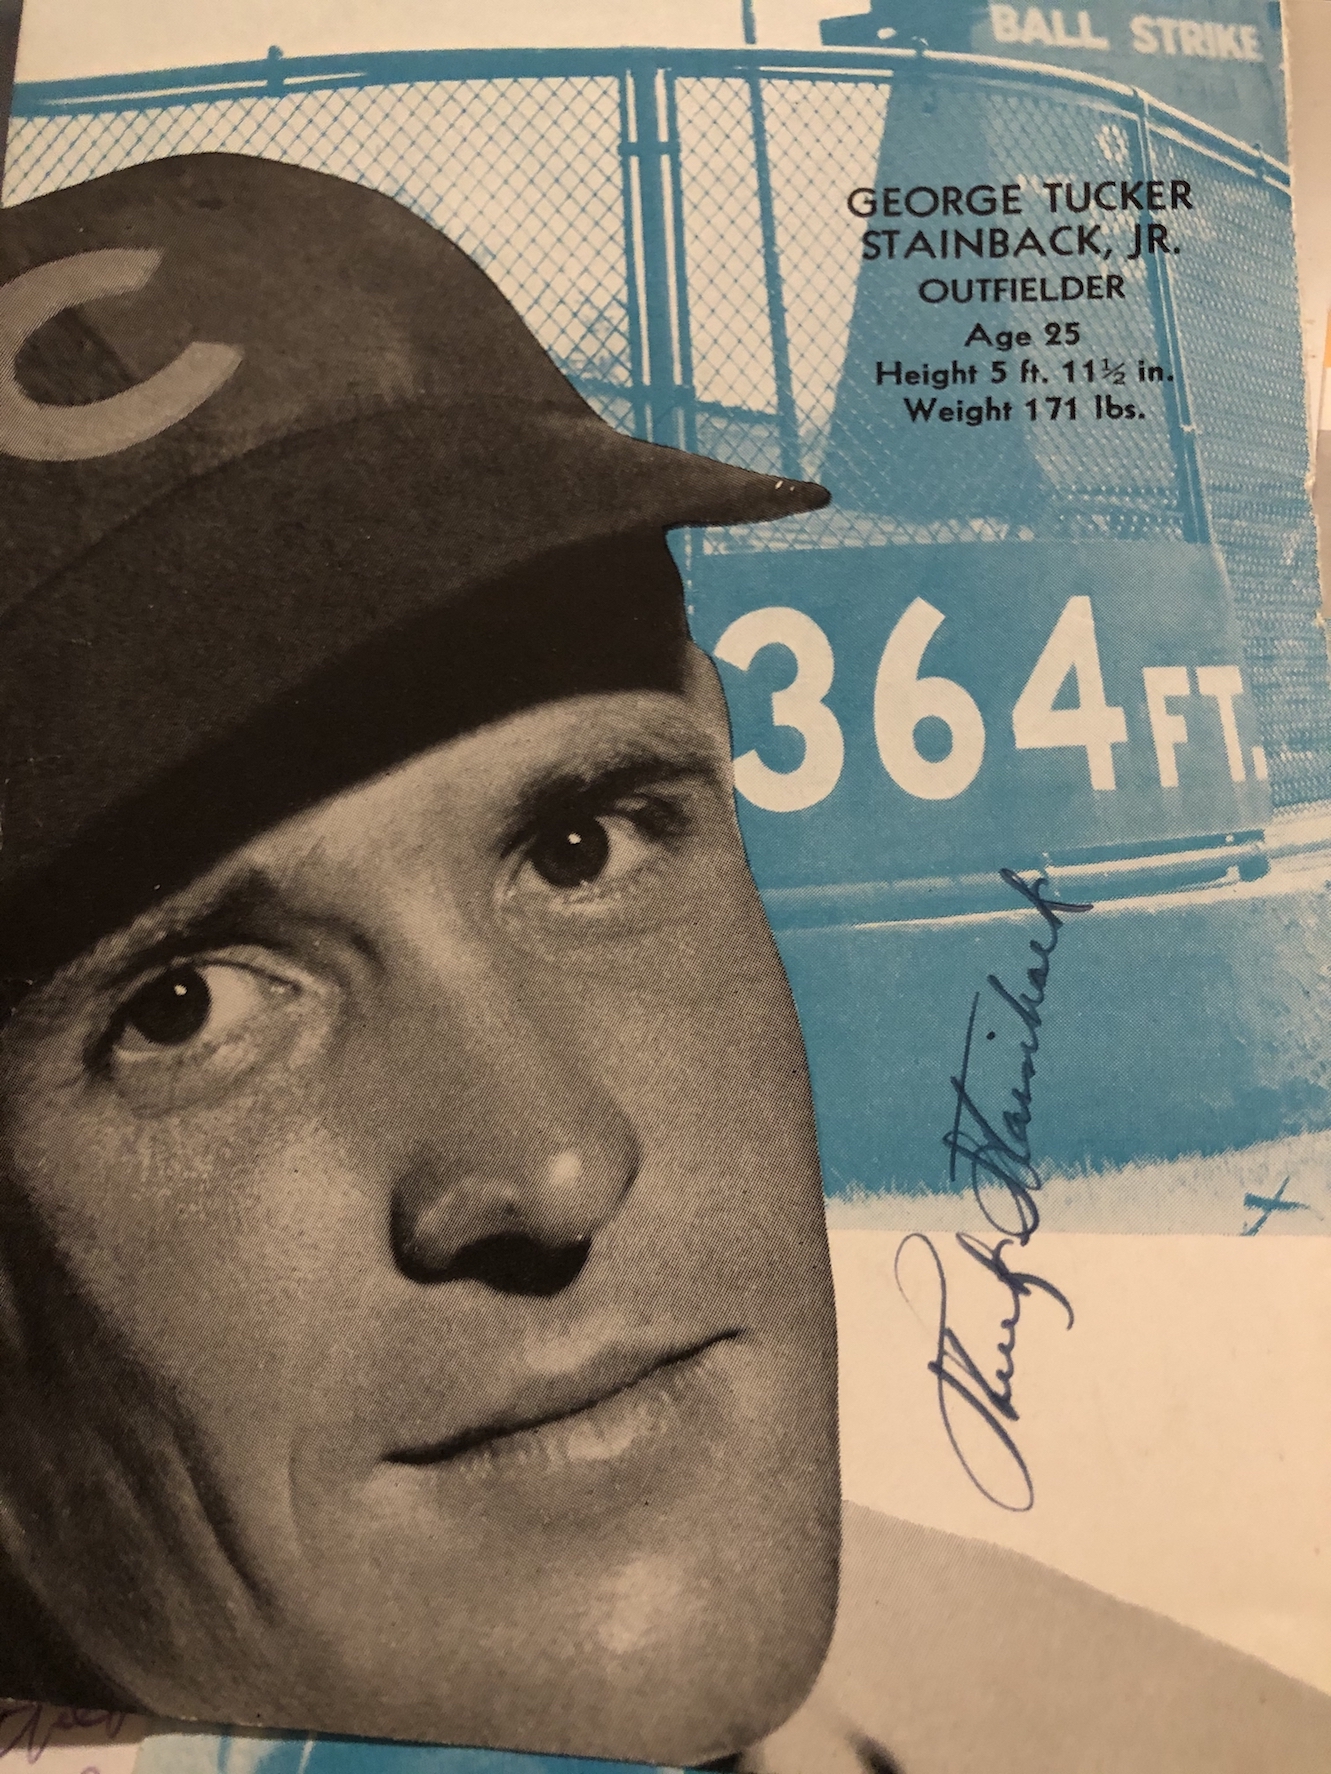 BALL STRIKE
GEORGE TUCKER
STAINBACK, JR.
OUTFIELDER
Age 25
Height 5 ft. 11½ in.
Weight 171 lbs.
C
364 FT.
Tuck Stainback